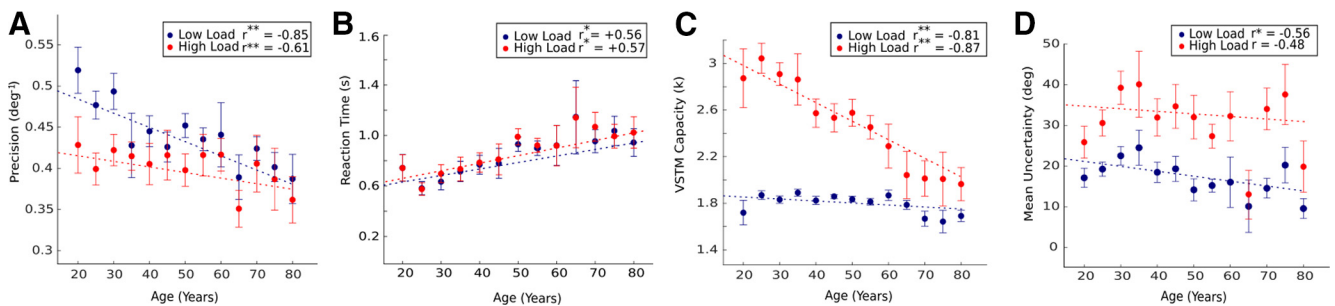 A
Low Load r** = -0.85
High Load r** = -0.61
Precision (deg⁻¹)
0.55
0.5
0.45
0.4
0.35
0.3
20 30 40 50 60 70 80
Age (Years)
B
Low Load r* = +0.56
High Load r* = +0.57
Reaction Time (s)
1.6
1.4
1.0
0.6
0.2
0
20 30 40 50 60 70 80
Age (Years)
C
Low Load r** = -0.81
High Load r** = -0.87
VSTM Capacity (k)
3
2.6
2.2
1.8
1.4
20 30 40 50 60 70 80
Age (Years)
D
Low Load r* = -0.56
High Load r = -0.48
Mean Uncertainty (deg)
50
40
30
20
10
0
20 30 40 50 60 70 80
Age (Years)